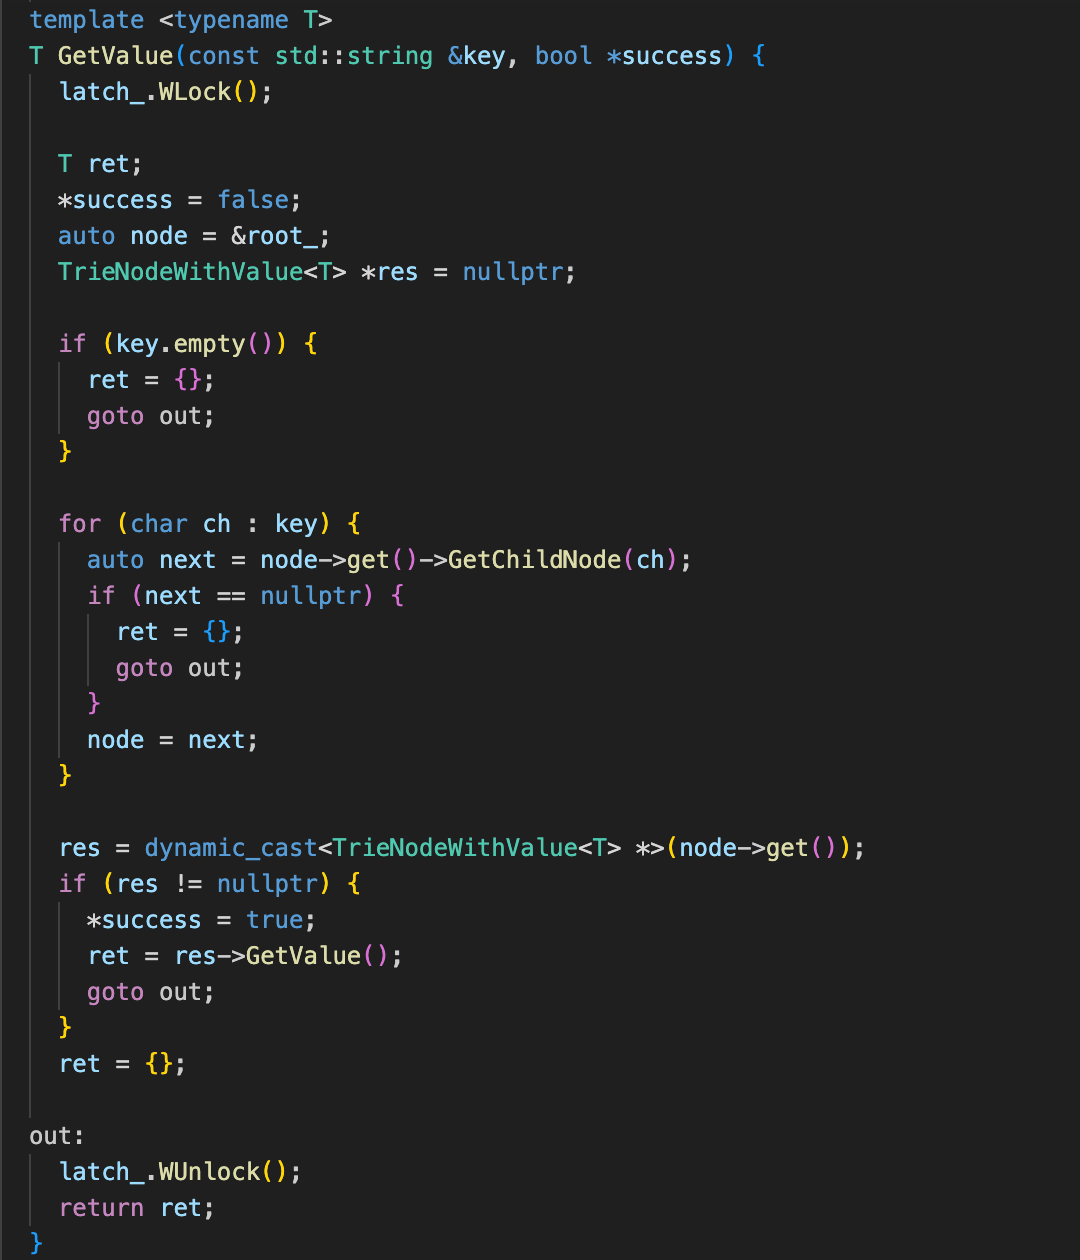 template <typename T>
T GetValue(const std::string &key, bool *success) {
  latch_.WLock();

  T ret;
  *success = false;
  auto node = &root_;
  TrieNodeWithValue<T> *res = nullptr;

  if (key.empty()) {
    ret = {};
    goto out;
  }

  for (char ch : key) {
    auto next = node->get()->GetChildNode(ch);
    if (next == nullptr) {
      ret = {};
      goto out;
    }
    node = next;
  }

  res = dynamic_cast<TrieNodeWithValue<T> *>(node->get());
  if (res != nullptr) {
    *success = true;
    ret = res->GetValue();
    goto out;
  }
  ret = {};

out:
  latch_.WUnlock();
  return ret;
}